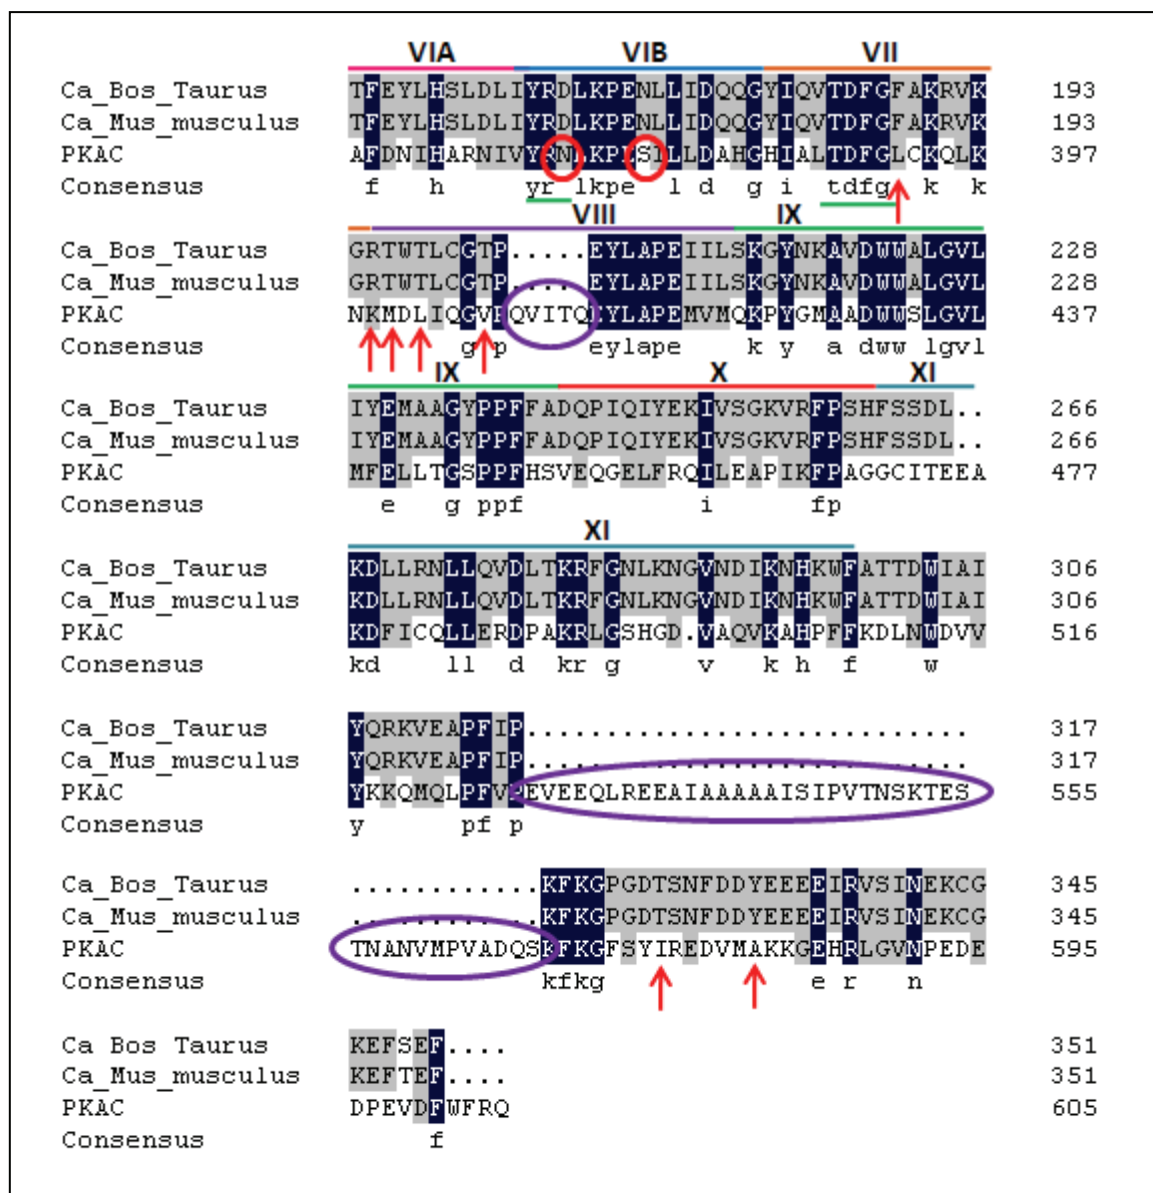 VIA VIB VII
Ca_Bos_Taurus TFEYLHSLDLIYRDLKPENLLIDQQGYIQVTDFGFAKRVK 193
Ca_Mus_musculus TFEYLHSLDLIYRDLKPENLLIDQQGYIQVTDFGFAKRVK 193
PKAC AFDNIHARNIVYRNLKPESILLDAHGHIALTDFGLCKQLK 397
Consensus f h yr lkpe l d g i tdfg k k
VIII IX
Ca_Bos_Taurus GRTWTLCGTP.....EYLAPEIILSKGYNKAVDWWALGVL 228
Ca_Mus_musculus GRTWTLCGTP.....EYLAPEIILSKGYNKAVDWWALGVL 228
PKAC NKMDLIQGVPQVITQEYLAPEMVMQKPYGMAADWWSLGVL 437
Consensus g p eylape k y a dww lgvl
IX X XI
Ca_Bos_Taurus IYEMAAGYPPFFADQPIQIYEKIVSGKVRFPSHFSSDL.. 266
Ca_Mus_musculus IYEMAAGYPPFFADQPIQIYEKIVSGKVRFPSHFSSDL.. 266
PKAC MFELLTGSPPFHSVEQGELFRQILEAPIKFPAGGCITEEA 477
Consensus e g ppf i fp
XI
Ca_Bos_Taurus KDLLRNLLQVDLTKRFGNLKNGVNDIKNHKWFATTDWIAI 306
Ca_Mus_musculus KDLLRNLLQVDLTKRFGNLKNGVNDIKNHKWFATTDWIAI 306
PKAC KDFICQLLERDPAKRLGSHGD.VAQVKAHPFFKDLNWDVV 516
Consensus kd ll d kr g v k h f w
Ca_Bos_Taurus YQRKVEAPFIP............................. 317
Ca_Mus_musculus YQRKVEAPFIP............................. 317
PKAC YKKQMQLPFVPEVEEQLREEAIAAAAAISIPVTNSKTES 555
Consensus y pf p
Ca_Bos_Taurus ............KFKGPGDTSNFDDYEEEEIRVSINEKCG 345
Ca_Mus_musculus ............KFKGPGDTSNFDDYEEEEIRVSINEKCG 345
PKAC TNANVMPVADQSKFKGFSYIREDVMAKKGEHRLGVNPEDE 595
Consensus kfkg e r n
Ca Bos Taurus KEFSEF.... 351
Ca_Mus_musculus KEFTEF.... 351
PKAC DPEVDFWFRQ 605
Consensus f